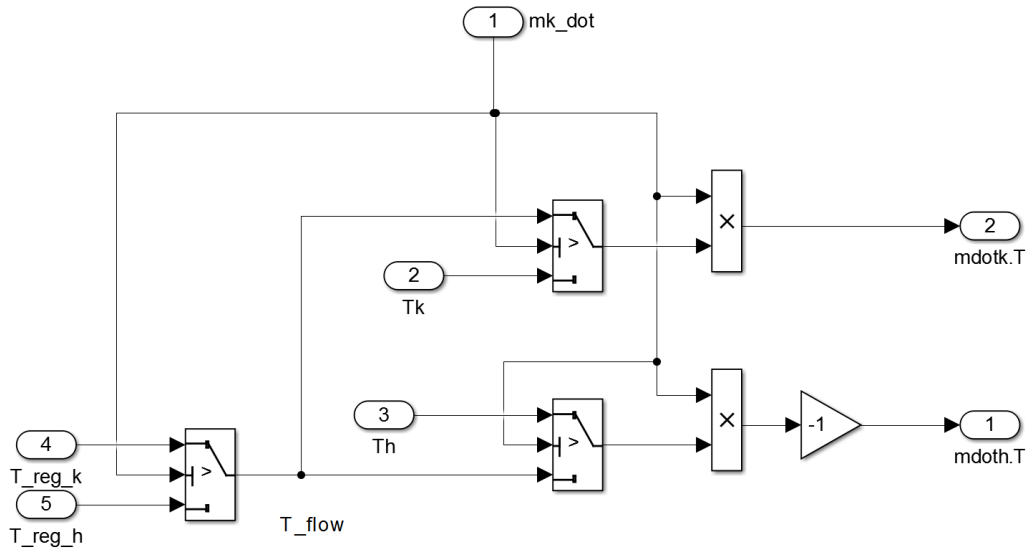 1 mk_dot
>
×
2
mdotk.T
2
Tk
3
Th
>
×
-1
1
mdoth.T
4
T_reg_k
>
5
T_reg_h
T_flow